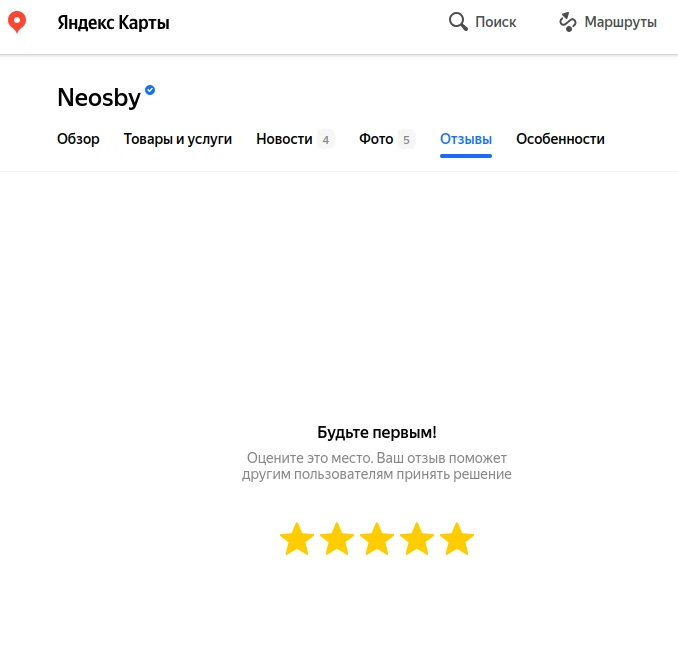 Яндекс Карты Поиск Маршруты
Neosby
Обзор Товары и услуги Новости 4 Фото 5 Отзывы Особенности
Будьте первым!
Оцените это место. Ваш отзыв поможет
другим пользователям принять решение